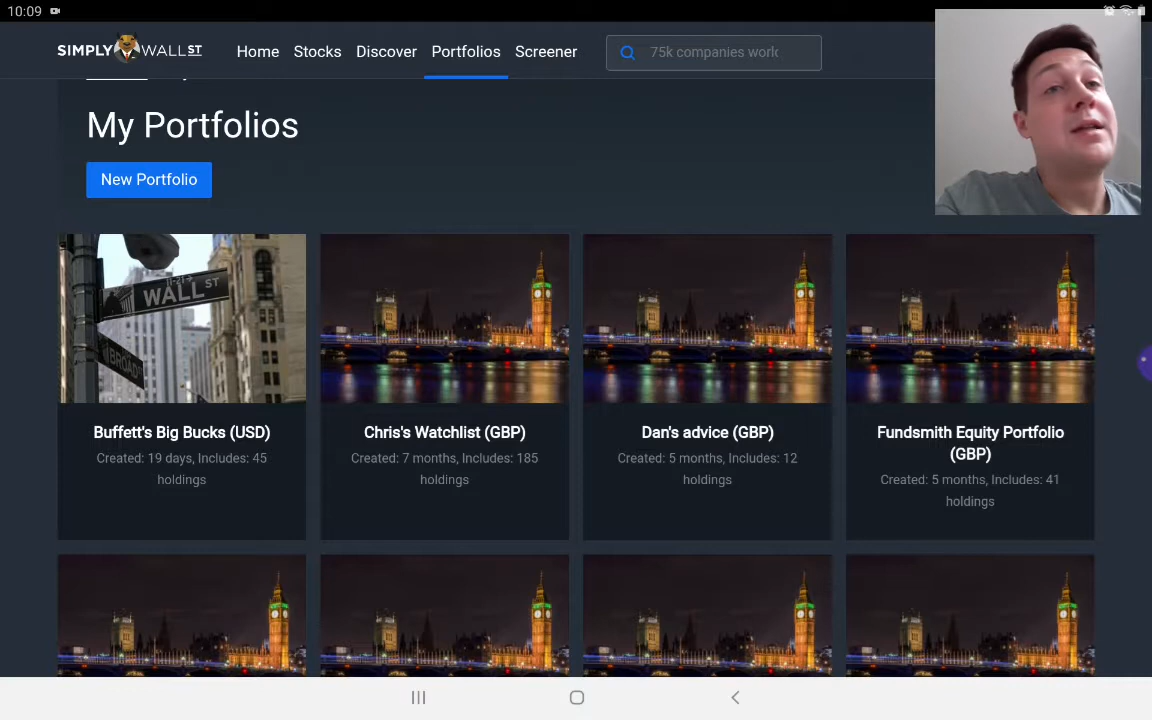 10:09
SIMPLY WALL ST
Home Stocks Discover Portfolios Screener
75k companies work
My Portfolios
New Portfolio
WALL ST
BROAD
Buffett's Big Bucks (USD)
Created: 19 days, Includes: 45
holdings
Chris's Watchlist (GBP)
Created: 7 months, Includes: 185
holdings
Dan's advice (GBP)
Created: 5 months, Includes: 12
holdings
Fundsmith Equity Portfolio
(GBP)
Created: 5 months, Includes: 41
holdings